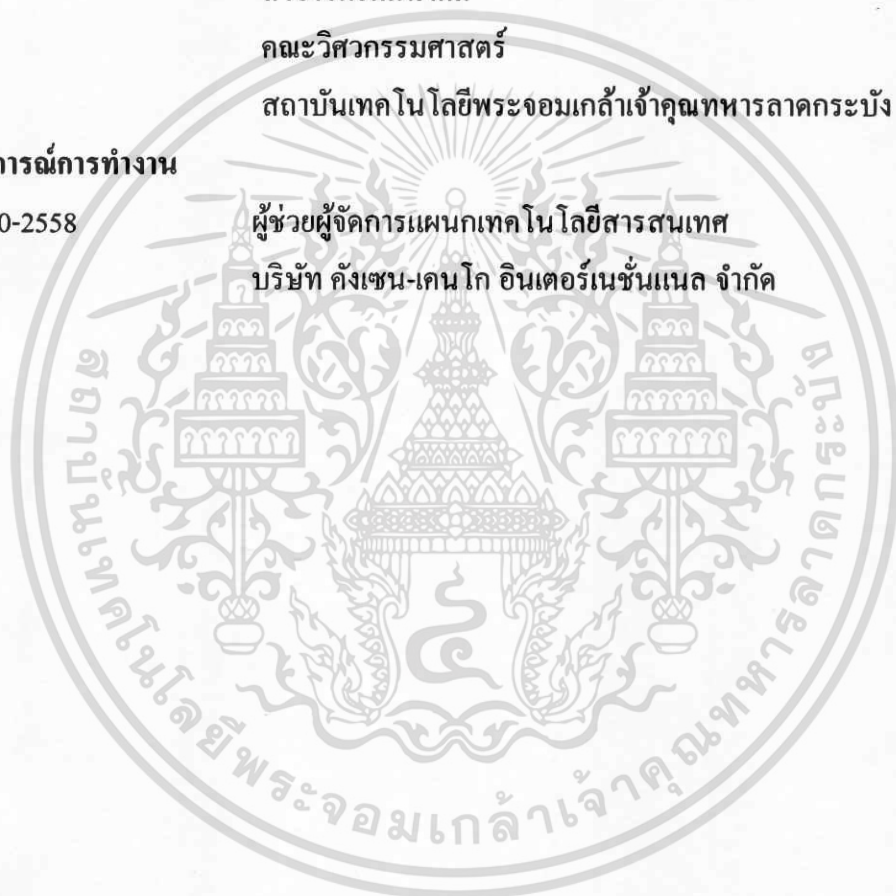 คณะวิศวกรรมศาสตร์
สถาบันเทคโนโลยีพระจอมเกล้าเจ้าคุณทหารลาดกระบัง
การณ์การทำงาน
0-2558 ผู้ช่วยผู้จัดการแผนกเทคโนโลยีสารสนเทศ
บริษัท คังเซน-เคนโก อินเตอร์เนชั่นแนล จำกัด
สถาบันเทคโนโลยีพระจอมเกล้าเจ้าคุณทหารลาดกระบัง